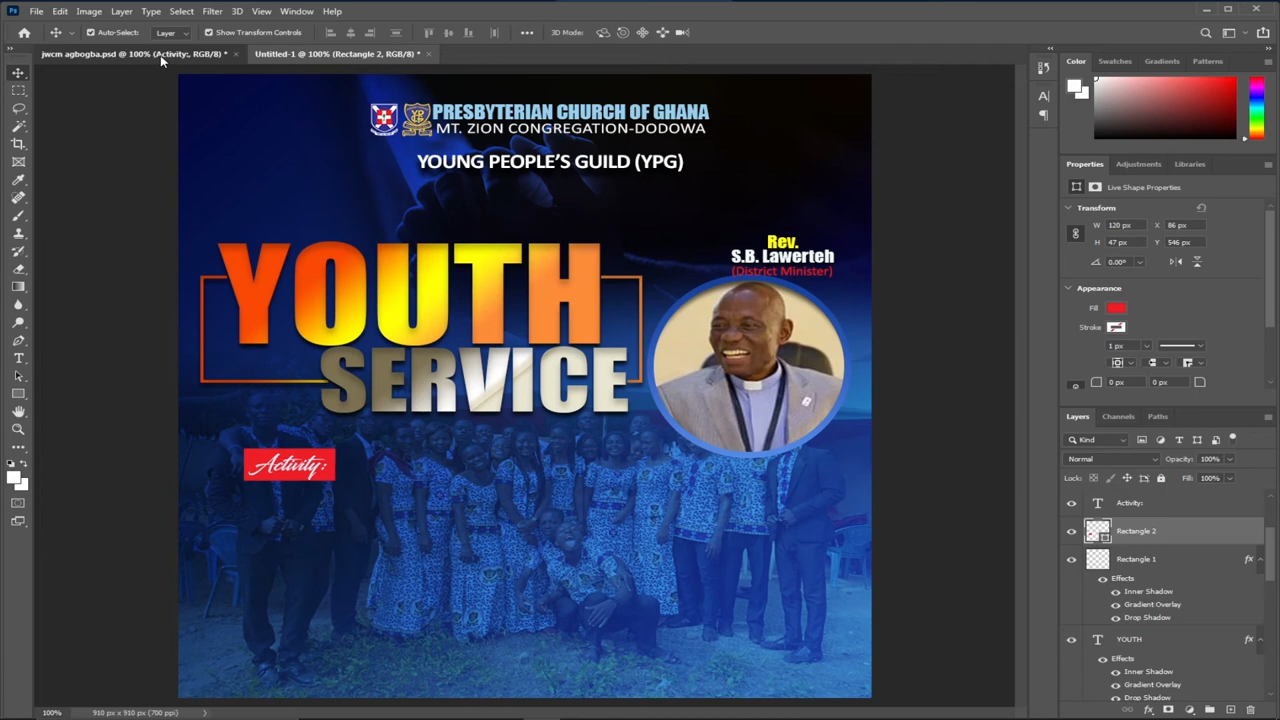 Ps File Edit Image Layer Type Select Filter 3D View Window Help
Auto-Select: Layer Show Transform Controls 3D Mode:
jwcm agbogba.psd @ 100% (Activity:, RGB/8) * × Untitled-1 @ 100% (Rectangle 2, RGB/8) * ×
PRESBYTERIAN CHURCH OF GHANA
MT. ZION CONGREGATION-DODOWA
YOUNG PEOPLE'S GUILD (YPG)
YOUTH
SERVICE
Rev.
S.B. Lawerteh
(District Minister)
Activity:
Color Swatches Gradients Patterns
Properties Adjustments Libraries
Live Shape Properties
Transform
W 120 px X 86 px
H 47 px Y 546 px
0.00°
Appearance
Fill
Stroke
1 px
0 px 0 px
Layers Channels Paths
Kind
Normal Opacity: 100%
Lock: Fill: 100%
T Activity:
Rectangle 2
Rectangle 1 fx
Effects
Inner Shadow
Gradient Overlay
Drop Shadow
T YOUTH fx
Effects
Inner Shadow
Gradient Overlay
Drop Shadow
100% 910 px x 910 px (700 ppi)